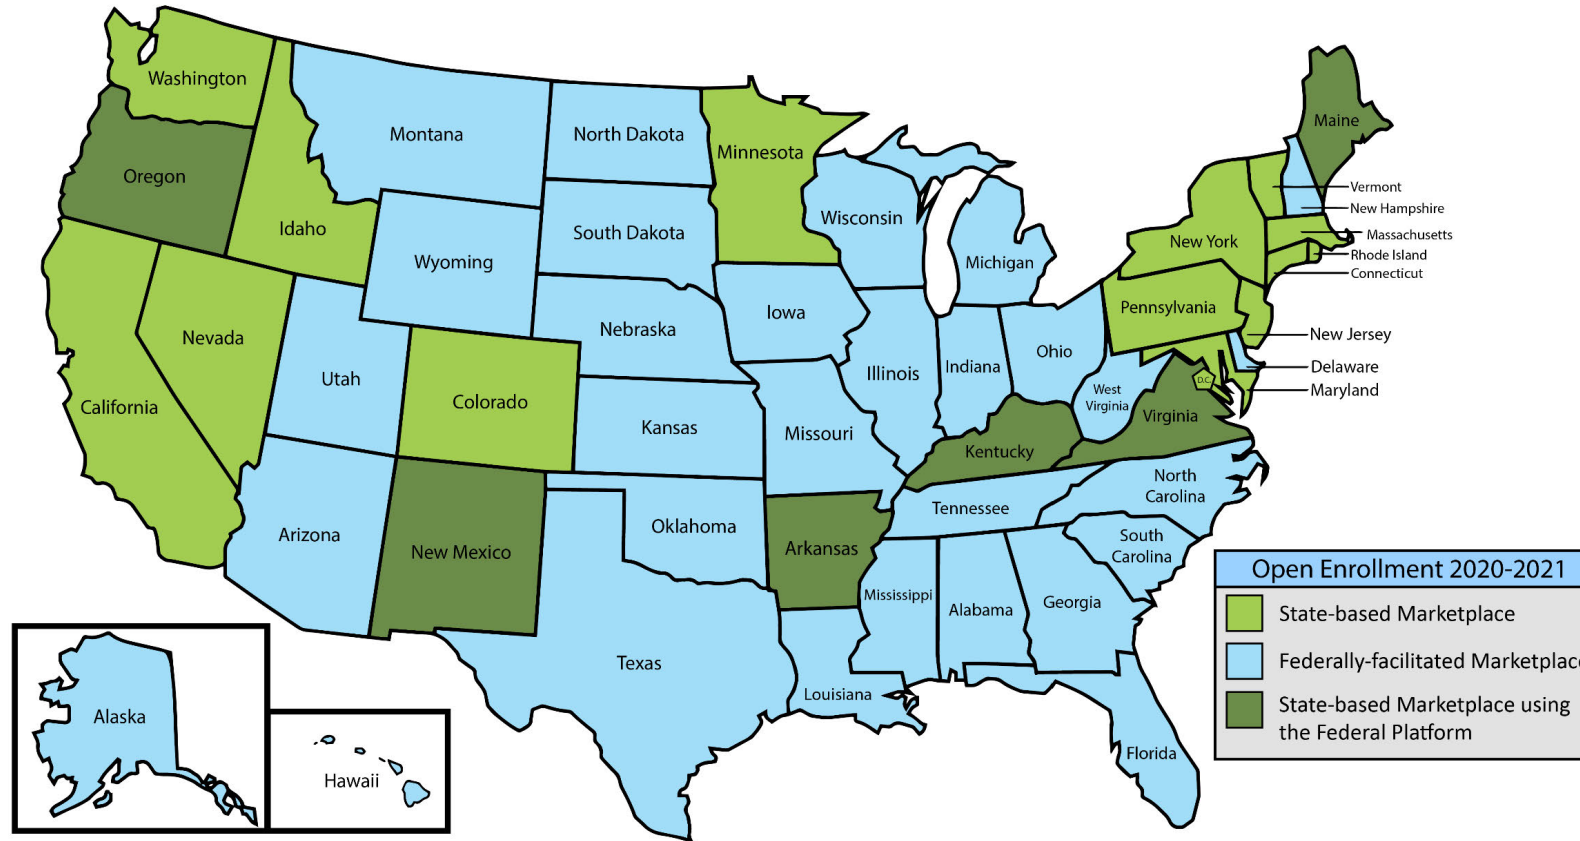 Washington
Oregon
Idaho
Montana
North Dakota
Minnesota
Wisconsin
Michigan
Maine
Vermont
New Hampshire
Massachusetts
Rhode Island
Connecticut
New York
Pennsylvania
New Jersey
Delaware
Maryland
D.C.
Wyoming
South Dakota
Nebraska
Iowa
Nevada
Utah
California
Colorado
Kansas
Missouri
Illinois
Indiana
Ohio
West
Virginia
Virginia
Kentucky
North
Carolina
Tennessee
South
Carolina
Arizona
New Mexico
Oklahoma
Arkansas
Mississippi
Alabama
Georgia
Texas
Louisiana
Florida
Alaska
Hawaii
Open Enrollment 2020-2021
State-based Marketplace
Federally-facilitated Marketplac
State-based Marketplace using
the Federal Platform